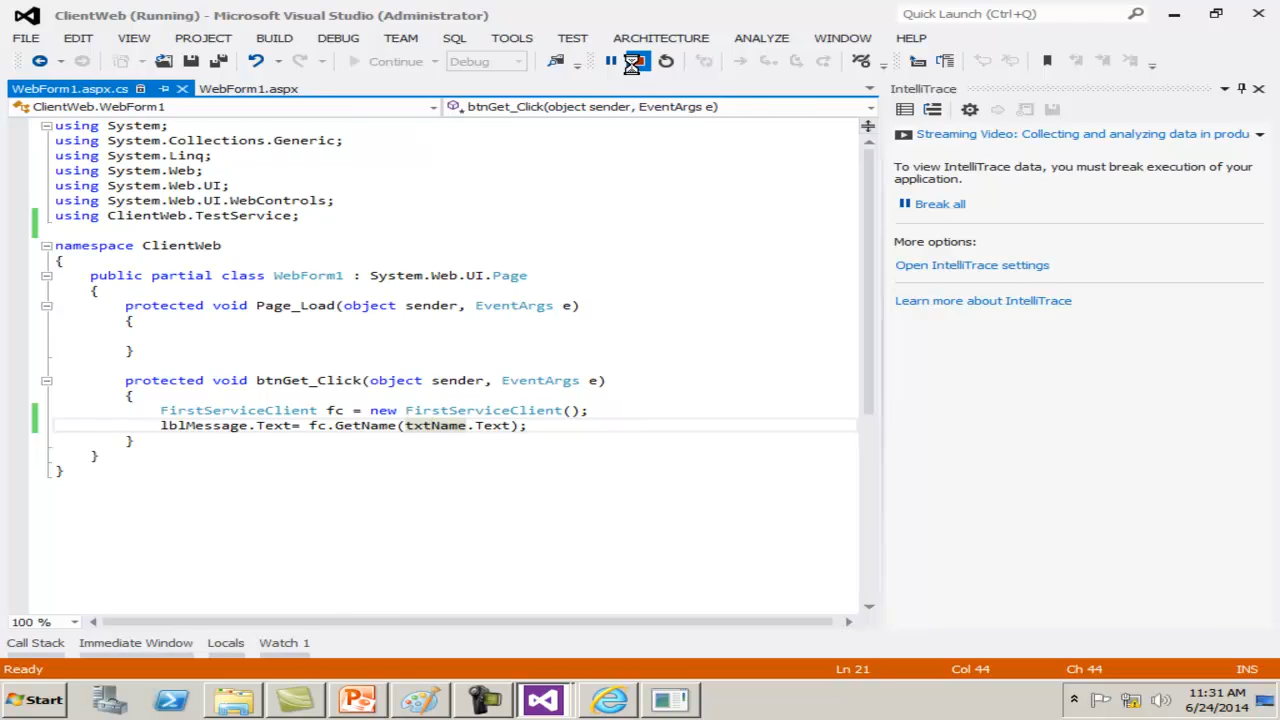 ClientWeb (Running) - Microsoft Visual Studio (Administrator)
Quick Launch (Ctrl+Q)
FILE EDIT VIEW PROJECT BUILD DEBUG TEAM SQL TOOLS TEST ARCHITECTURE ANALYZE WINDOW HELP
Continue Debug
WebForm1.aspx.cs WebForm1.aspx
ClientWeb.WebForm1 btnGet_Click(object sender, EventArgs e)
using System;
using System.Collections.Generic;
using System.Linq;
using System.Web;
using System.Web.UI;
using System.Web.UI.WebControls;
using ClientWeb.TestService;
namespace ClientWeb
{
public partial class WebForm1 : System.Web.UI.Page
{
protected void Page_Load(object sender, EventArgs e)
{
}
protected void btnGet_Click(object sender, EventArgs e)
{
FirstServiceClient fc = new FirstServiceClient();
lblMessage.Text= fc.GetName(txtName.Text);
}
}
}
100 %
IntelliTrace
Streaming Video: Collecting and analyzing data in produ
To view IntelliTrace data, you must break execution of your
application.
Break all
More options:
Open IntelliTrace settings
Learn more about IntelliTrace
Call Stack Immediate Window Locals Watch 1
Ready Ln 21 Col 44 Ch 44 INS
Start
11:31 AM
6/24/2014